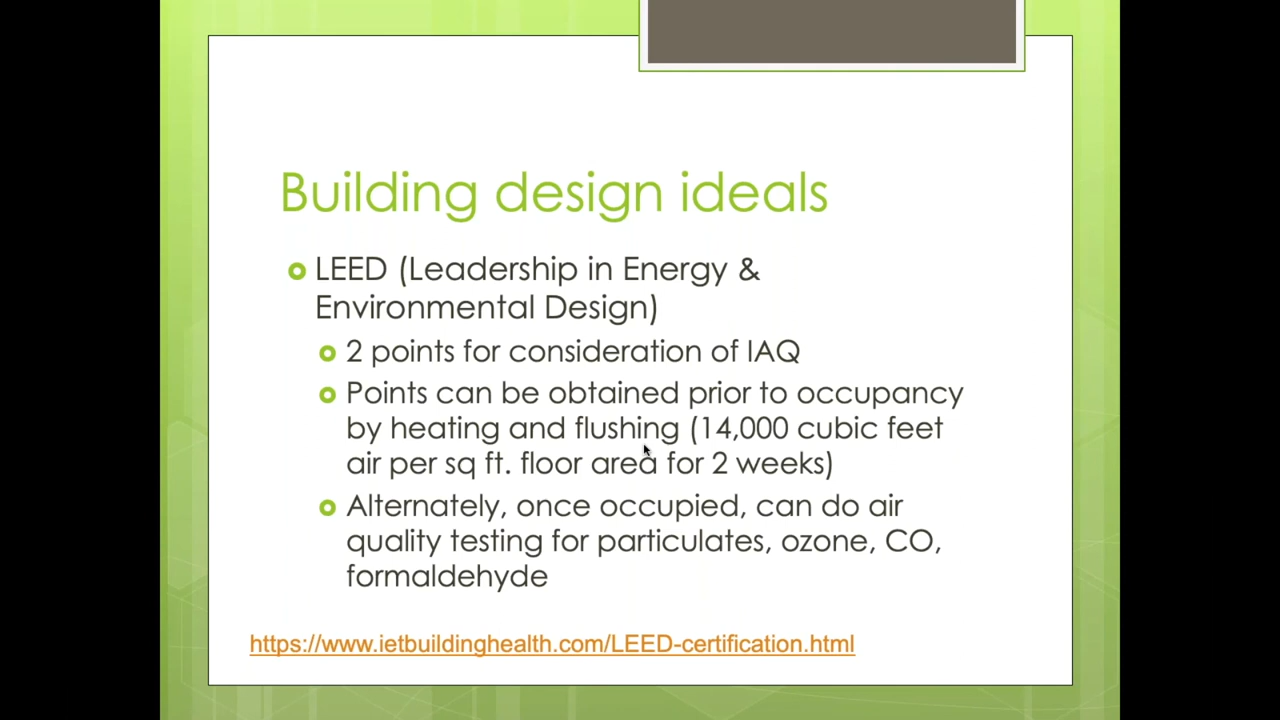 Building design ideals
LEED (Leadership in Energy &
Environmental Design)
2 points for consideration of IAQ
Points can be obtained prior to occupancy
by heating and flushing (14,000 cubic feet
air per sq ft. floor area for 2 weeks)
Alternately, once occupied, can do air
quality testing for particulates, ozone, CO,
formaldehyde
https://www.ietbuildinghealth.com/LEED-certification.html